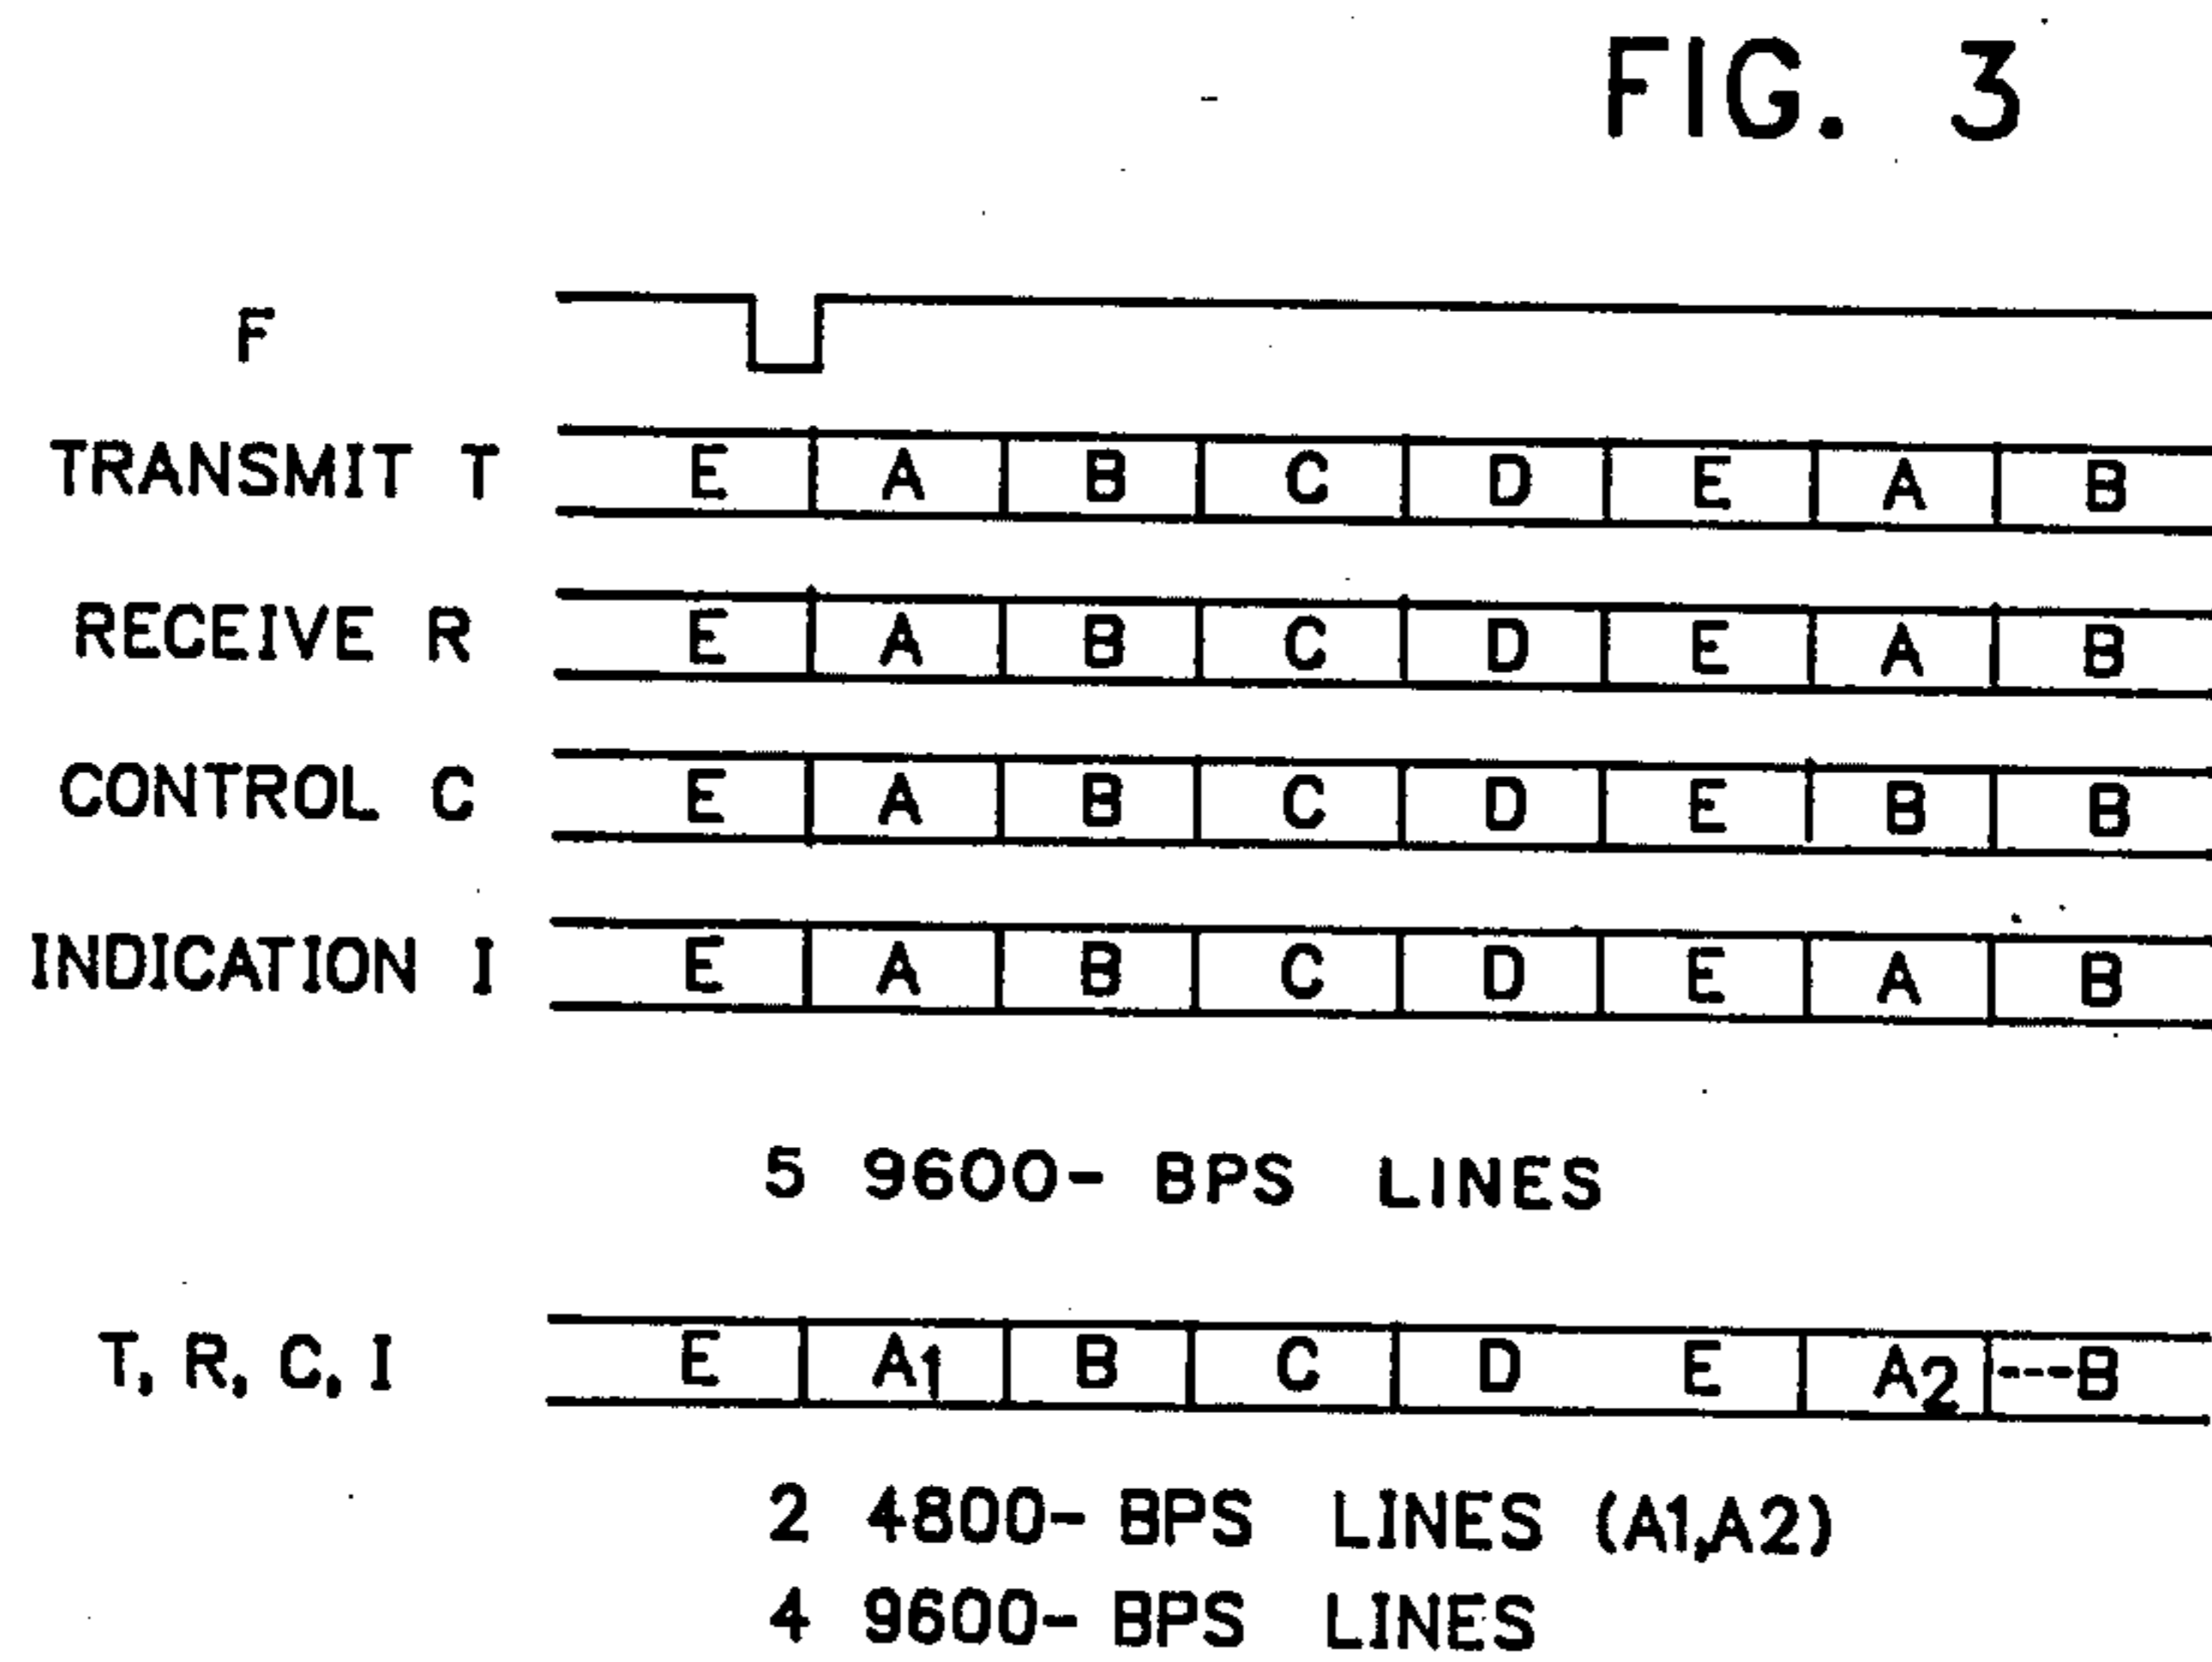 FIG. 3
F
TRANSMIT T E A B C D E A B
RECEIVE R E A B C D E A B
CONTROL C E A B C D E B B
INDICATION I E A B C D E A B
5 9600- BPS LINES
T, R, C, I E A1 B C D E A2 ---B
2 4800- BPS LINES (A1,A2)
4 9600- BPS LINES